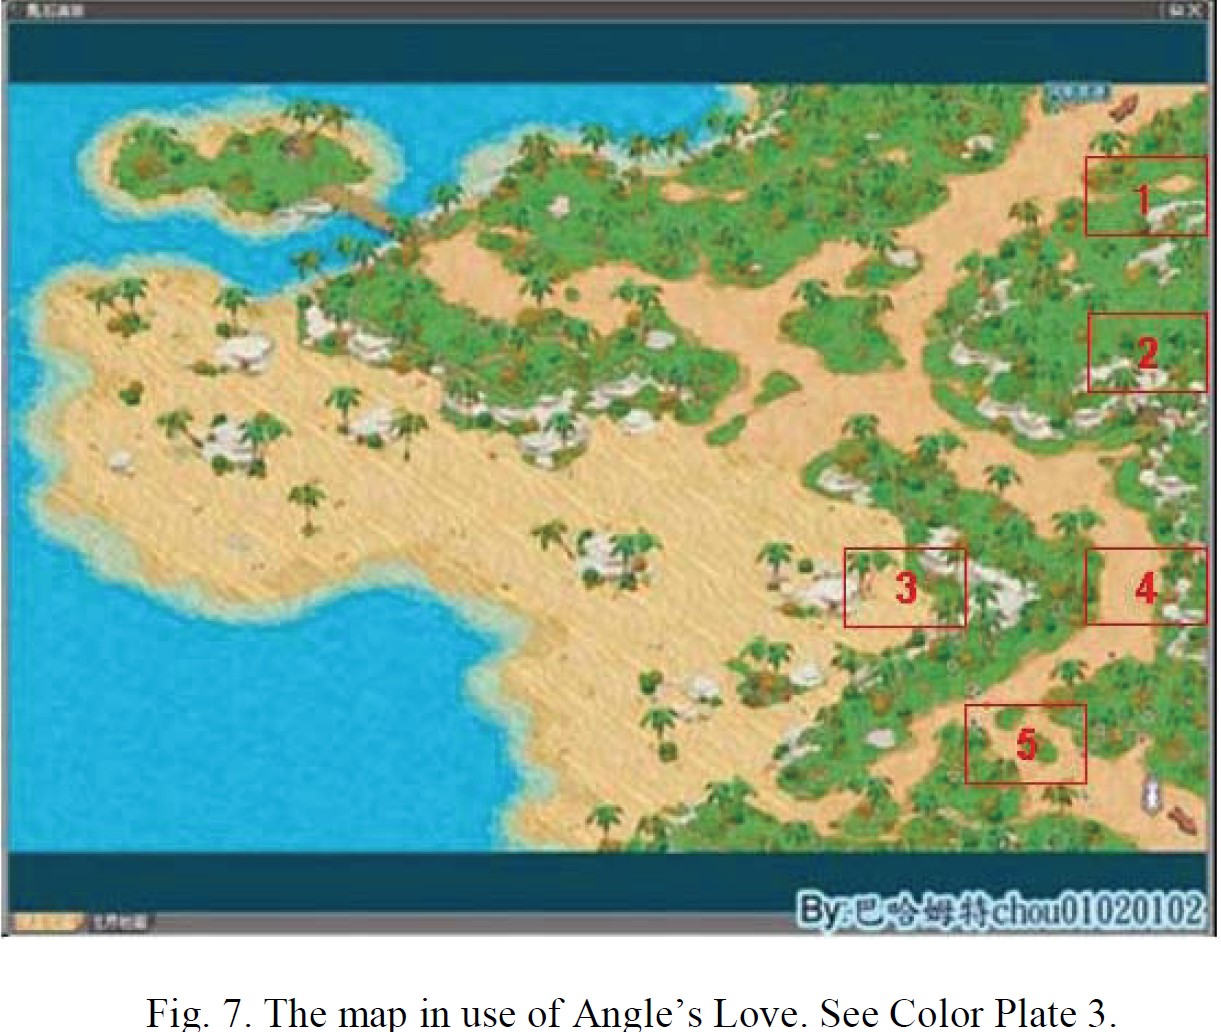 1
2
3
4
5
By:巴哈姆特chou01020102
Fig. 7. The map in use of Angle’s Love. See Color Plate 3.